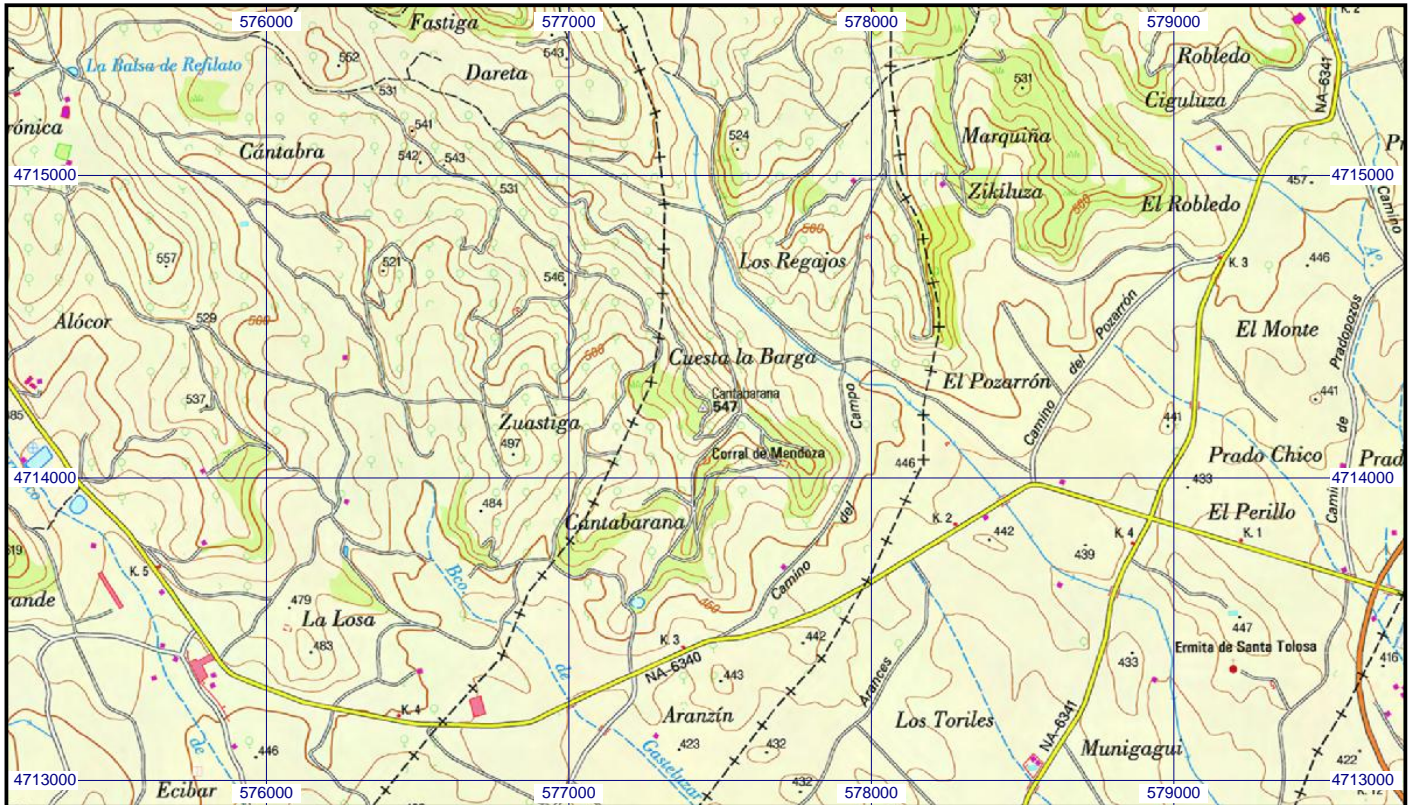 576000
577000
578000
579000
K. 2
Fastiga
552
543
La Balsa de Refilato
Dareta
531
531
Robledo
NA-6341
Ciguluza
541
524
Marquiña
542
543
Cántabra
4715000
4715000
531
457
Zikiluza
500
El Robledo
Camino
500
557
521
Los Regajos
K. 3
446
Aº.
546
Alócor
529
500
Pozarrón
El Monte
Pradopozos
500
Cuesta la Barga
del
El Pozarrón
Cantabarana
547
537
441
Campo
441
Camino
de
Zuastiga
497
Corral de Mendoza
446
Prado Chico
4714000
4714000
433
484
Cantabarana
del
El Perillo
K. 2
442
K. 4
K. 1
439
K. 5
Bco.
Camino
479
La Losa
460
447
483
K. 3
442
Ermita de Santa Tolosa
433
416
NA-6340
443
Arances
de
K. 4
Aranzín
Los Toriles
NA-6341
423
432
Munigagui
de
446
Casteluzar
422
4713000
4713000
432
Ecibar
K. 12
576000
577000
578000
579000